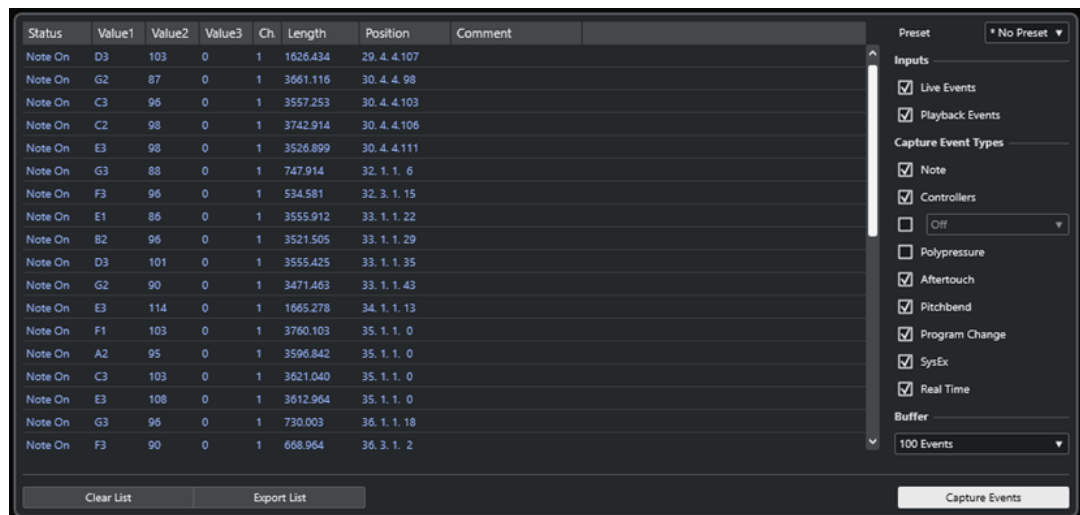 Status Value1 Value2 Value3 Ch. Length Position Comment
Note On D3 103 0 1 1626.434 29. 4. 4.107
Note On G2 87 0 1 3661.116 30. 4. 4. 98
Note On C3 96 0 1 3557.253 30. 4. 4.103
Note On C2 98 0 1 3742.914 30. 4. 4.106
Note On E3 98 0 1 3526.899 30. 4. 4.111
Note On G3 88 0 1 747.914 32. 1. 1. 6
Note On F3 96 0 1 534.581 32. 3. 1. 15
Note On E1 86 0 1 3555.912 33. 1. 1. 22
Note On B2 96 0 1 3521.505 33. 1. 1. 29
Note On D3 101 0 1 3555.425 33. 1. 1. 35
Note On G2 90 0 1 3471.463 33. 1. 1. 43
Note On E3 114 0 1 1665.278 34. 1. 1. 13
Note On F1 103 0 1 3760.103 35. 1. 1. 0
Note On A2 95 0 1 3596.842 35. 1. 1. 0
Note On C3 103 0 1 3621.040 35. 1. 1. 0
Note On E3 108 0 1 3612.964 35. 1. 1. 0
Note On G3 96 0 1 730.003 36. 1. 1. 18
Note On F3 90 0 1 668.964 36. 3. 1. 2
Clear List Export List
Preset * No Preset
Inputs
Live Events
Playback Events
Capture Event Types
Note
Controllers
Off
Polypressure
Aftertouch
Pitchbend
Program Change
SysEx
Real Time
Buffer
100 Events
Capture Events